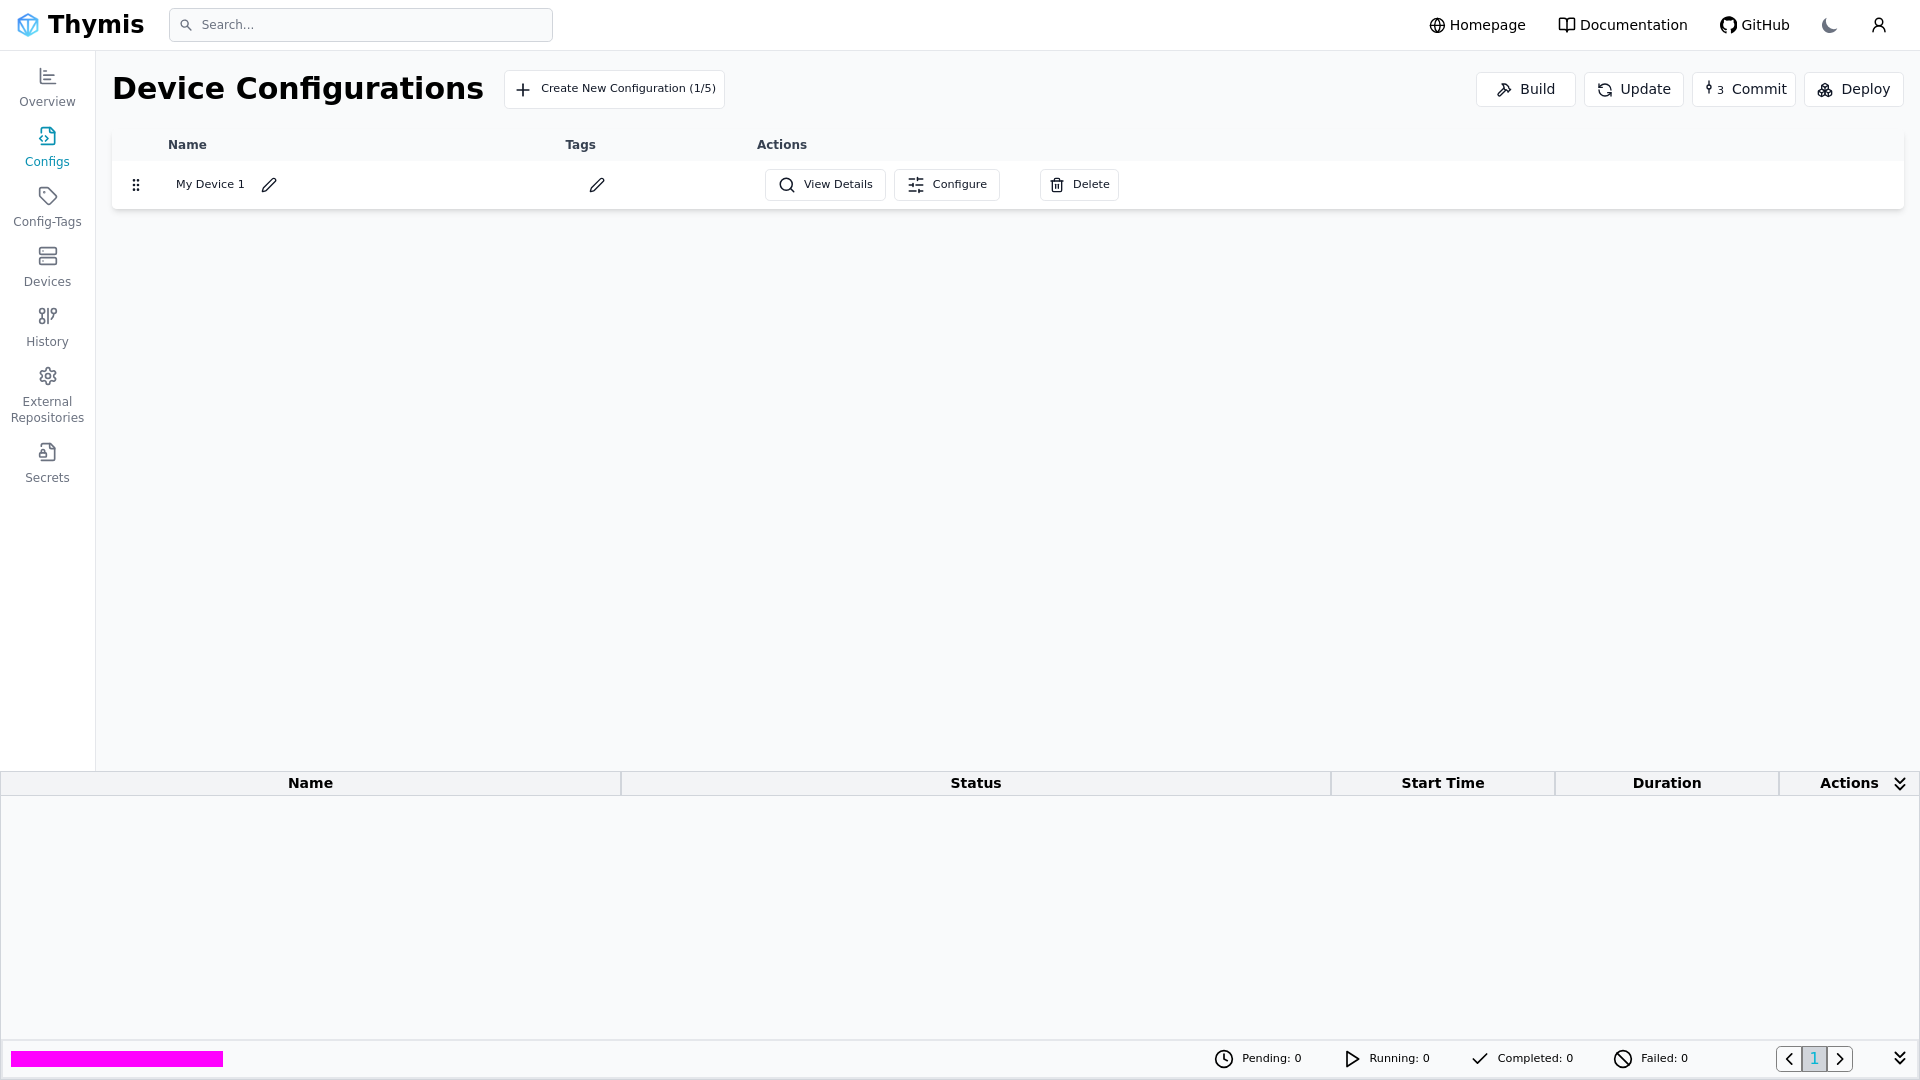 Thymis
Search...
Homepage
Documentation
GitHub
Overview
Configs
Config-Tags
Devices
History
External
Repositories
Secrets
Device Configurations
Create New Configuration (1/5)
Build
Update
3 Commit
Deploy
Name Tags Actions
My Device 1
View Details
Configure
Delete
Name Status Start Time Duration Actions
Pending: 0
Running: 0
Completed: 0
Failed: 0
1